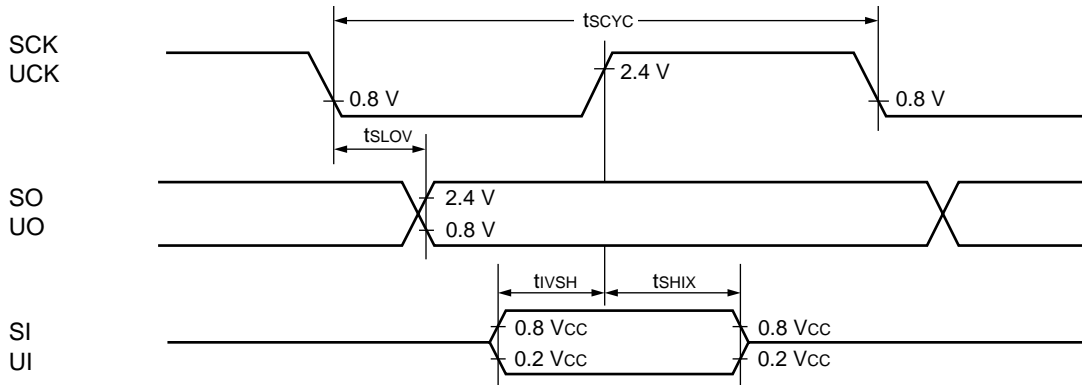 tSCYC
SCK
UCK
2.4 V
0.8 V
0.8 V
tSLOV
SO
UO
2.4 V
0.8 V
tIVSH
tSHIX
SI
UI
0.8 VCC
0.8 VCC
0.2 VCC
0.2 VCC